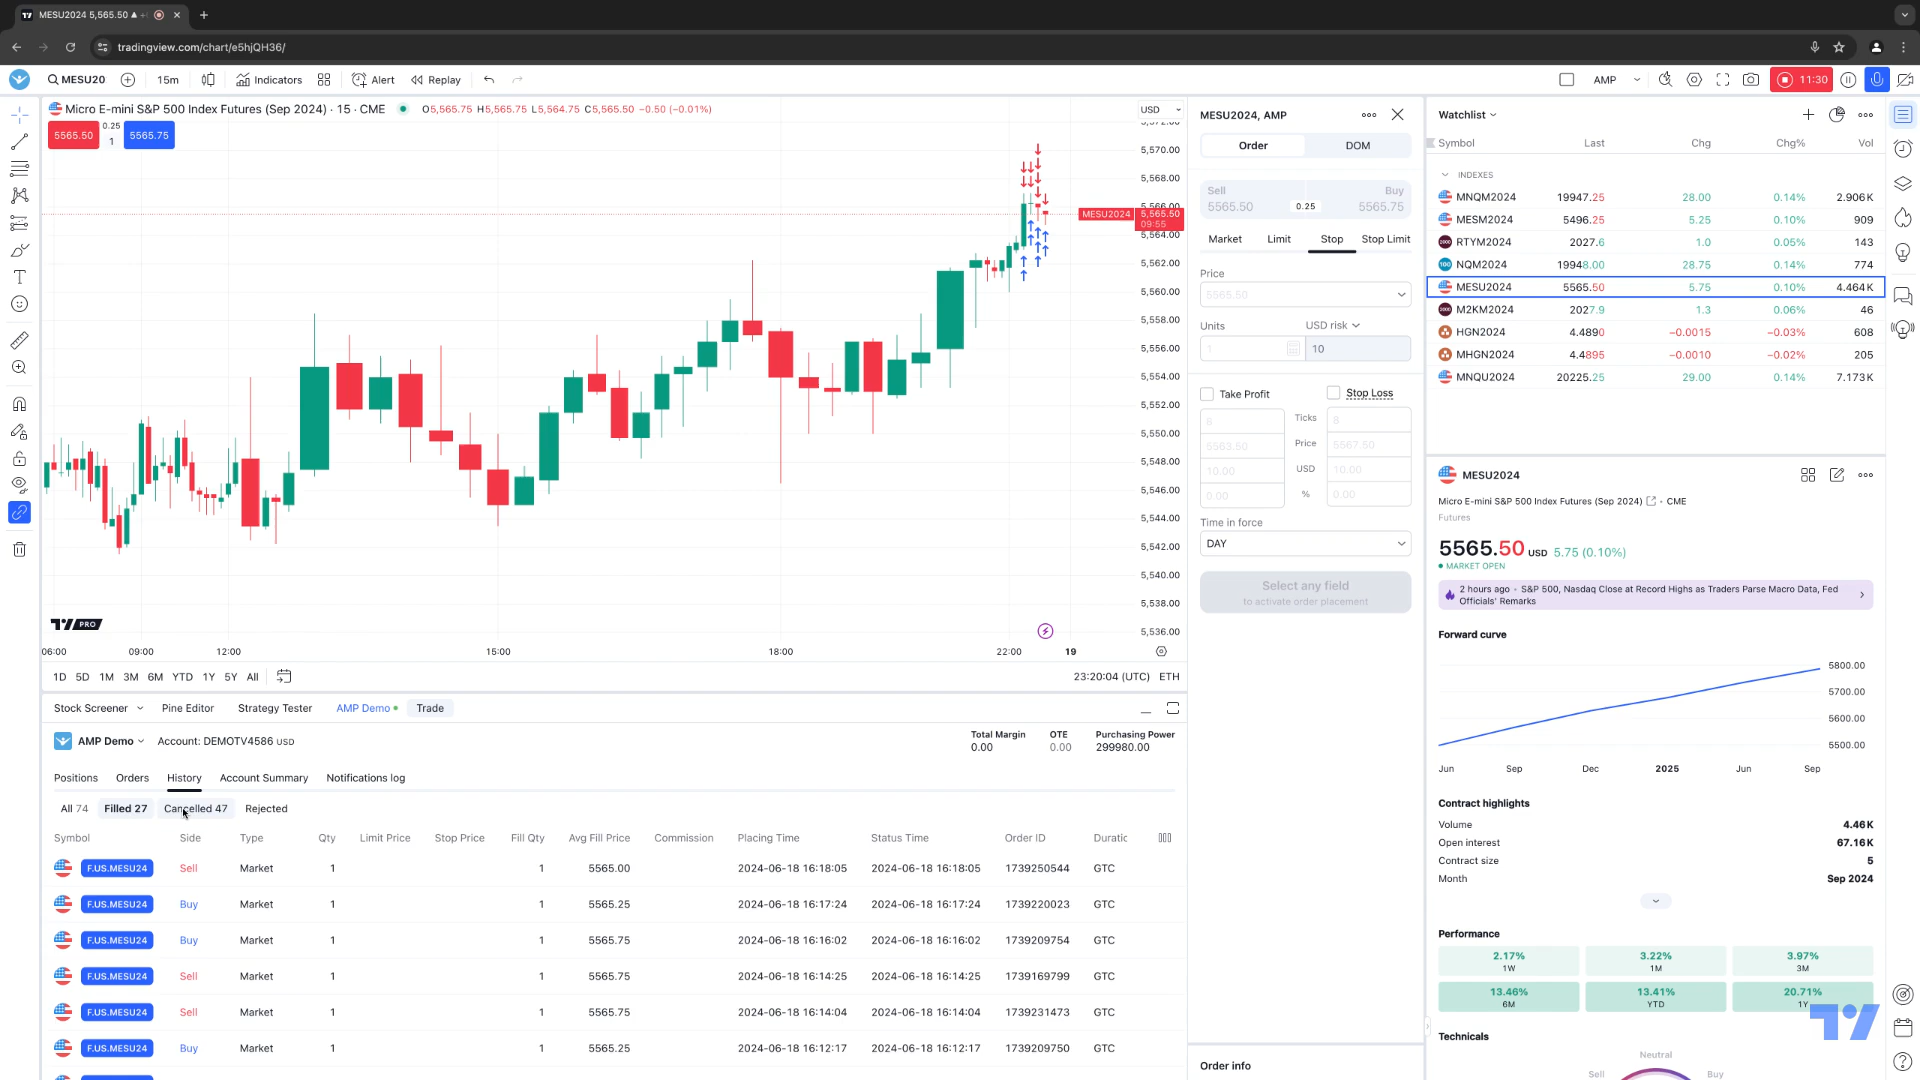 MESU2024 5,565.50 ▲
tradingview.com/chart/e5hjQH36/
MESU20 15m Indicators Alert Replay AMP 11:30
Micro E-mini S&P 500 Index Futures (Sep 2024) · 15 · CME O5,565.75 H5,565.75 L5,564.75 C5,565.50 −0.50 (−0.01%) USD
5565.50 0.25 1 5565.75
5,570.00
5,568.00
5,566.00
MESU2024 5,565.50
09:55
5,564.00
5,562.00
5,560.00
5,558.00
5,556.00
5,554.00
5,552.00
5,550.00
5,548.00
5,546.00
5,544.00
5,542.00
5,540.00
5,538.00
5,536.00
PRO
06:00 09:00 12:00 15:00 18:00 22:00 19
1D 5D 1M 3M 6M YTD 1Y 5Y All 23:20:04 (UTC) ETH
MESU2024, AMP
Order DOM
Sell Buy
5565.50 0.25 5565.75
Market Limit Stop Stop Limit
Price
5565.50
Units USD risk
1 10
Take Profit Stop Loss
8 Ticks 8
5563.50 Price 5567.50
10.00 USD 10.00
0.00 % 0.00
Time in force
DAY
Select any field
to activate order placement
Order info
Watchlist
Symbol Last Chg Chg% Vol
INDEXES
MNQM2024 19947.25 28.00 0.14% 2.906K
MESM2024 5496.25 5.25 0.10% 909
RTYM2024 2027.6 1.0 0.05% 143
NQM2024 19948.00 28.75 0.14% 774
MESU2024 5565.50 5.75 0.10% 4.464K
M2KM2024 2027.9 1.3 0.06% 46
HGN2024 4.4890 −0.0015 −0.03% 608
MHGN2024 4.4895 −0.0010 −0.02% 205
MNQU2024 20225.25 29.00 0.14% 7.173K
MESU2024
Micro E-mini S&P 500 Index Futures (Sep 2024) • CME
Futures
5565.50 USD 5.75 (0.10%)
MARKET OPEN
2 hours ago • S&P 500, Nasdaq Close at Record Highs as Traders Parse Macro Data, Fed
Officials' Remarks
Forward curve
5800.00
5700.00
5600.00
5500.00
Jun Sep Dec 2025 Jun Sep
Contract highlights
Volume 4.46K
Open interest 67.16K
Contract size 5
Month Sep 2024
Performance
2.17% 3.22% 3.97%
1W 1M 3M
13.46% 13.41% 20.71%
6M YTD 1Y
Technicals
Neutral
Sell Buy
Stock Screener Pine Editor Strategy Tester AMP Demo Trade
AMP Demo Account: DEMOTV4586 USD
Total Margin OTE Purchasing Power
0.00 0.00 299980.00
Positions Orders History Account Summary Notifications log
All 74 Filled 27 Cancelled 47 Rejected
Symbol Side Type Qty Limit Price Stop Price Fill Qty Avg Fill Price Commission Placing Time Status Time Order ID Duratic
F.US.MESU24 Sell Market 1 1 5565.00 2024-06-18 16:18:05 2024-06-18 16:18:05 1739250544 GTC
F.US.MESU24 Buy Market 1 1 5565.25 2024-06-18 16:17:24 2024-06-18 16:17:24 1739220023 GTC
F.US.MESU24 Buy Market 1 1 5565.75 2024-06-18 16:16:02 2024-06-18 16:16:02 1739209754 GTC
F.US.MESU24 Sell Market 1 1 5565.75 2024-06-18 16:14:25 2024-06-18 16:14:25 1739169799 GTC
F.US.MESU24 Sell Market 1 1 5565.75 2024-06-18 16:14:04 2024-06-18 16:14:04 1739231473 GTC
F.US.MESU24 Buy Market 1 1 5565.25 2024-06-18 16:12:17 2024-06-18 16:12:17 1739209750 GTC